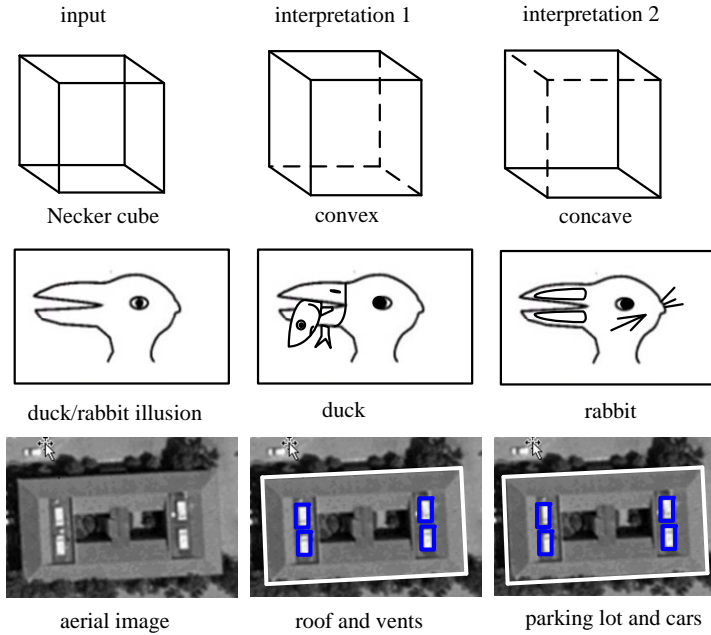 input interpretation 1 interpretation 2
Necker cube convex concave
duck/rabbit illusion duck rabbit
aerial image roof and vents parking lot and cars